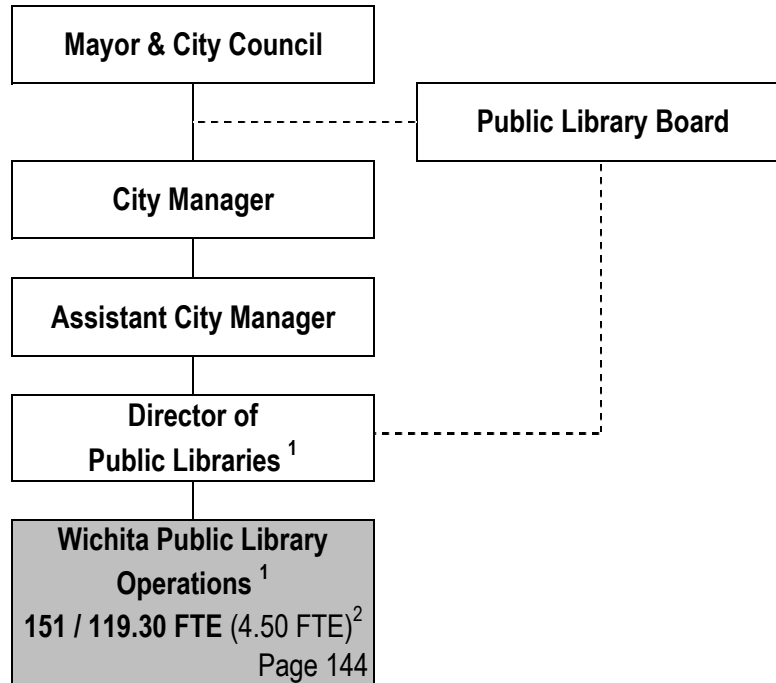 Mayor & City Council
Public Library Board
City Manager
Assistant City Manager
Director of
Public Libraries 1
Wichita Public Library
Operations 1
151 / 119.30 FTE (4.50 FTE)2
Page 144